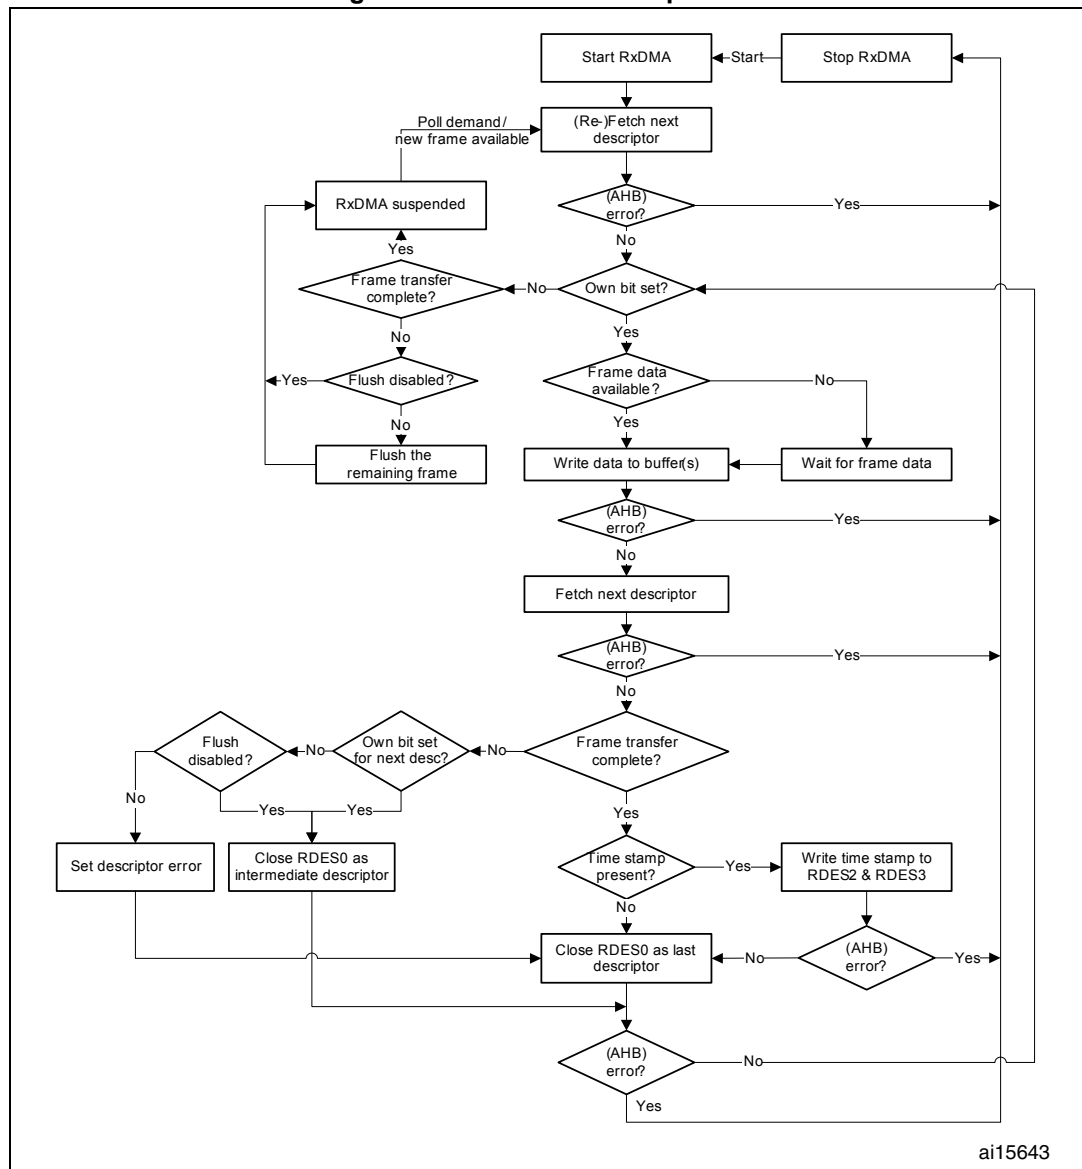 Start RxDMA
Start
Stop RxDMA
Poll demand/
new frame available
(Re-)Fetch next
descriptor
RxDMA suspended
(AHB)
error?
Yes
No
Yes
Frame transfer
complete?
No
Own bit set?
No
Yes
Yes
Flush disabled?
Frame data
available?
No
No
Yes
Flush the
remaining frame
Write data to buffer(s)
Wait for frame data
(AHB)
error?
Yes
No
Fetch next descriptor
(AHB)
error?
Yes
No
Flush
disabled?
No
Own bit set
for next desc?
No
Frame transfer
complete?
No
Yes
Yes
Yes
Set descriptor error
Close RDES0 as
intermediate descriptor
Time stamp
present?
Yes
Write time stamp to
RDES2 & RDES3
No
Close RDES0 as last
descriptor
No
(AHB)
error?
Yes
(AHB)
error?
No
Yes
ai15643